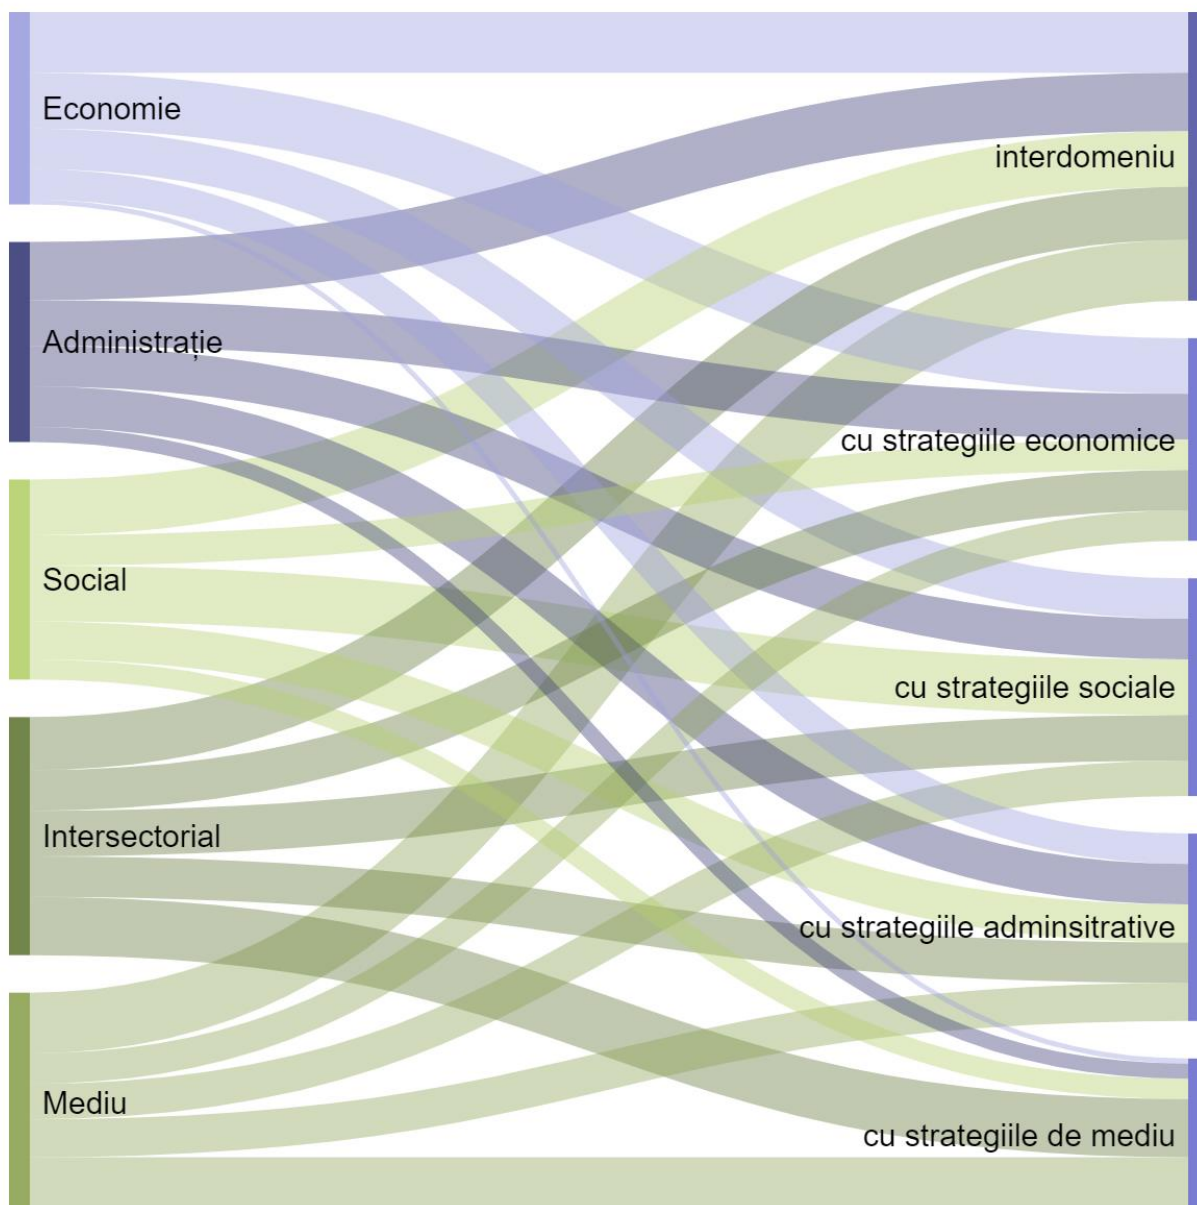 Economie
Administrație
Social
Intersectorial
Mediu
interdomeniu
cu strategiile economice
cu strategiile sociale
cu strategiile adminsitrative
cu strategiile de mediu